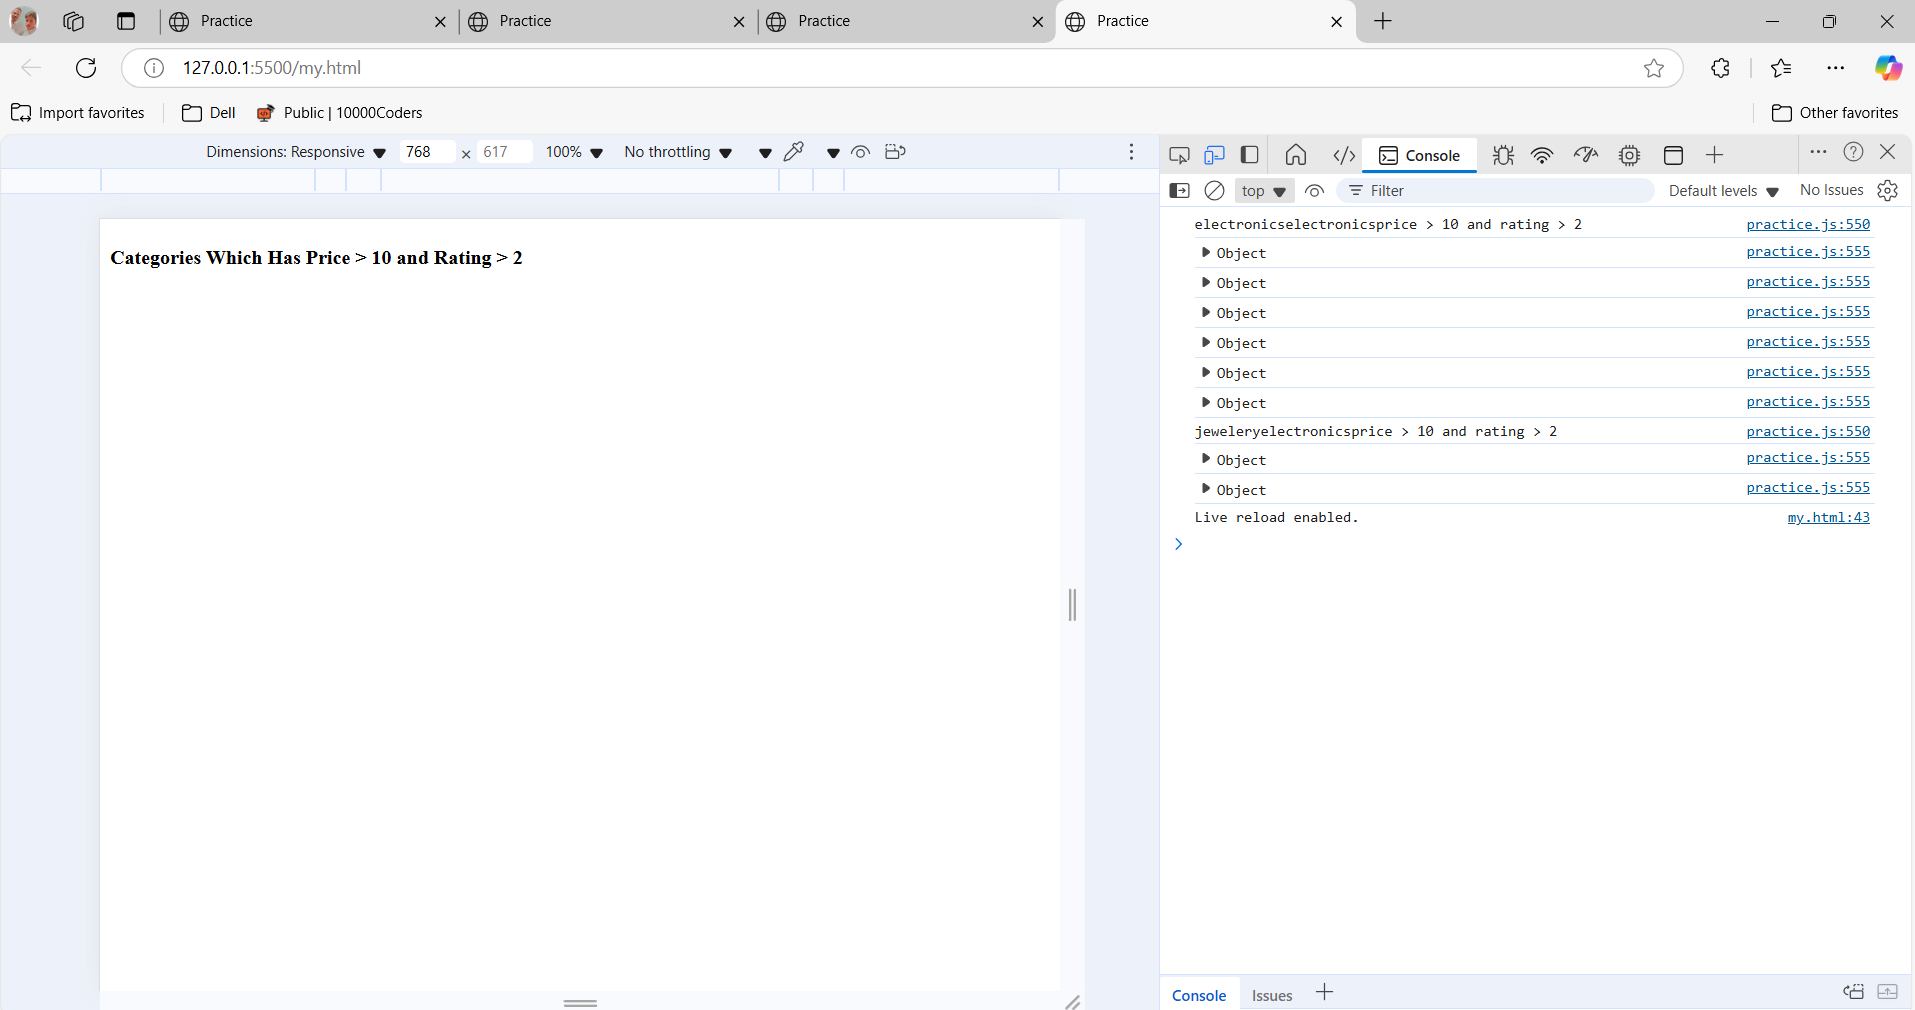 Practice
Practice
Practice
Practice
127.0.0.1:5500/my.html
Import favorites
Dell
Public | 10000Coders
Other favorites
Dimensions: Responsive
768 × 617
100%
No throttling
Console
top
Filter
Default levels
No Issues
electronicselectronicsprice > 10 and rating > 2 practice.js:550
Object practice.js:555
Object practice.js:555
Object practice.js:555
Object practice.js:555
Object practice.js:555
Object practice.js:555
jeweleryelectronicsprice > 10 and rating > 2 practice.js:550
Object practice.js:555
Object practice.js:555
Live reload enabled. my.html:43
Categories Which Has Price > 10 and Rating > 2
Console
Issues